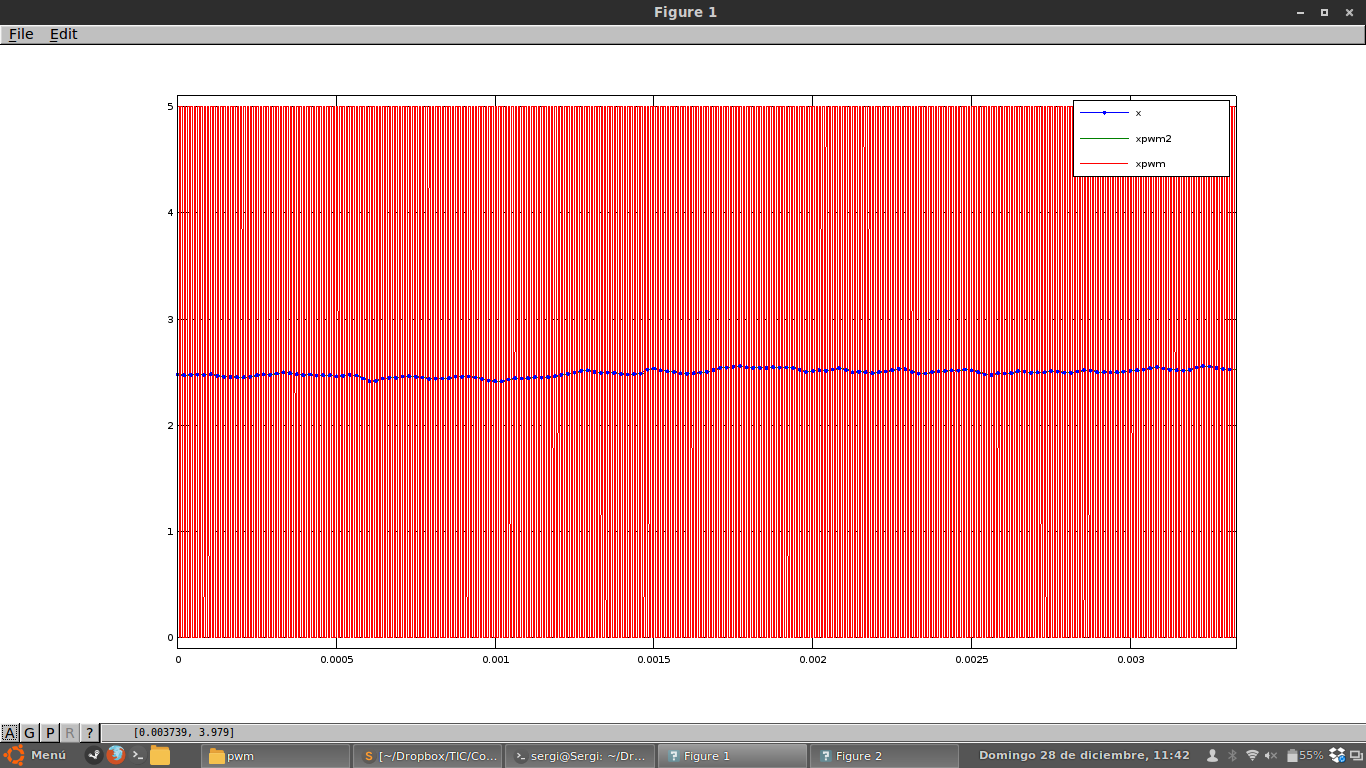 Figure 1
File Edit
5
4
3
2
1
0
x
xpwm2
xpwm
0 0.0005 0.001 0.0015 0.002 0.0025 0.003
A G P R ? [0.003739, 3.979]
Menú pwm [~/Dropbox/TIC/Co... sergi@Sergi: ~/Dr... Figure 1 Figure 2 Domingo 28 de diciembre, 11:42 55%